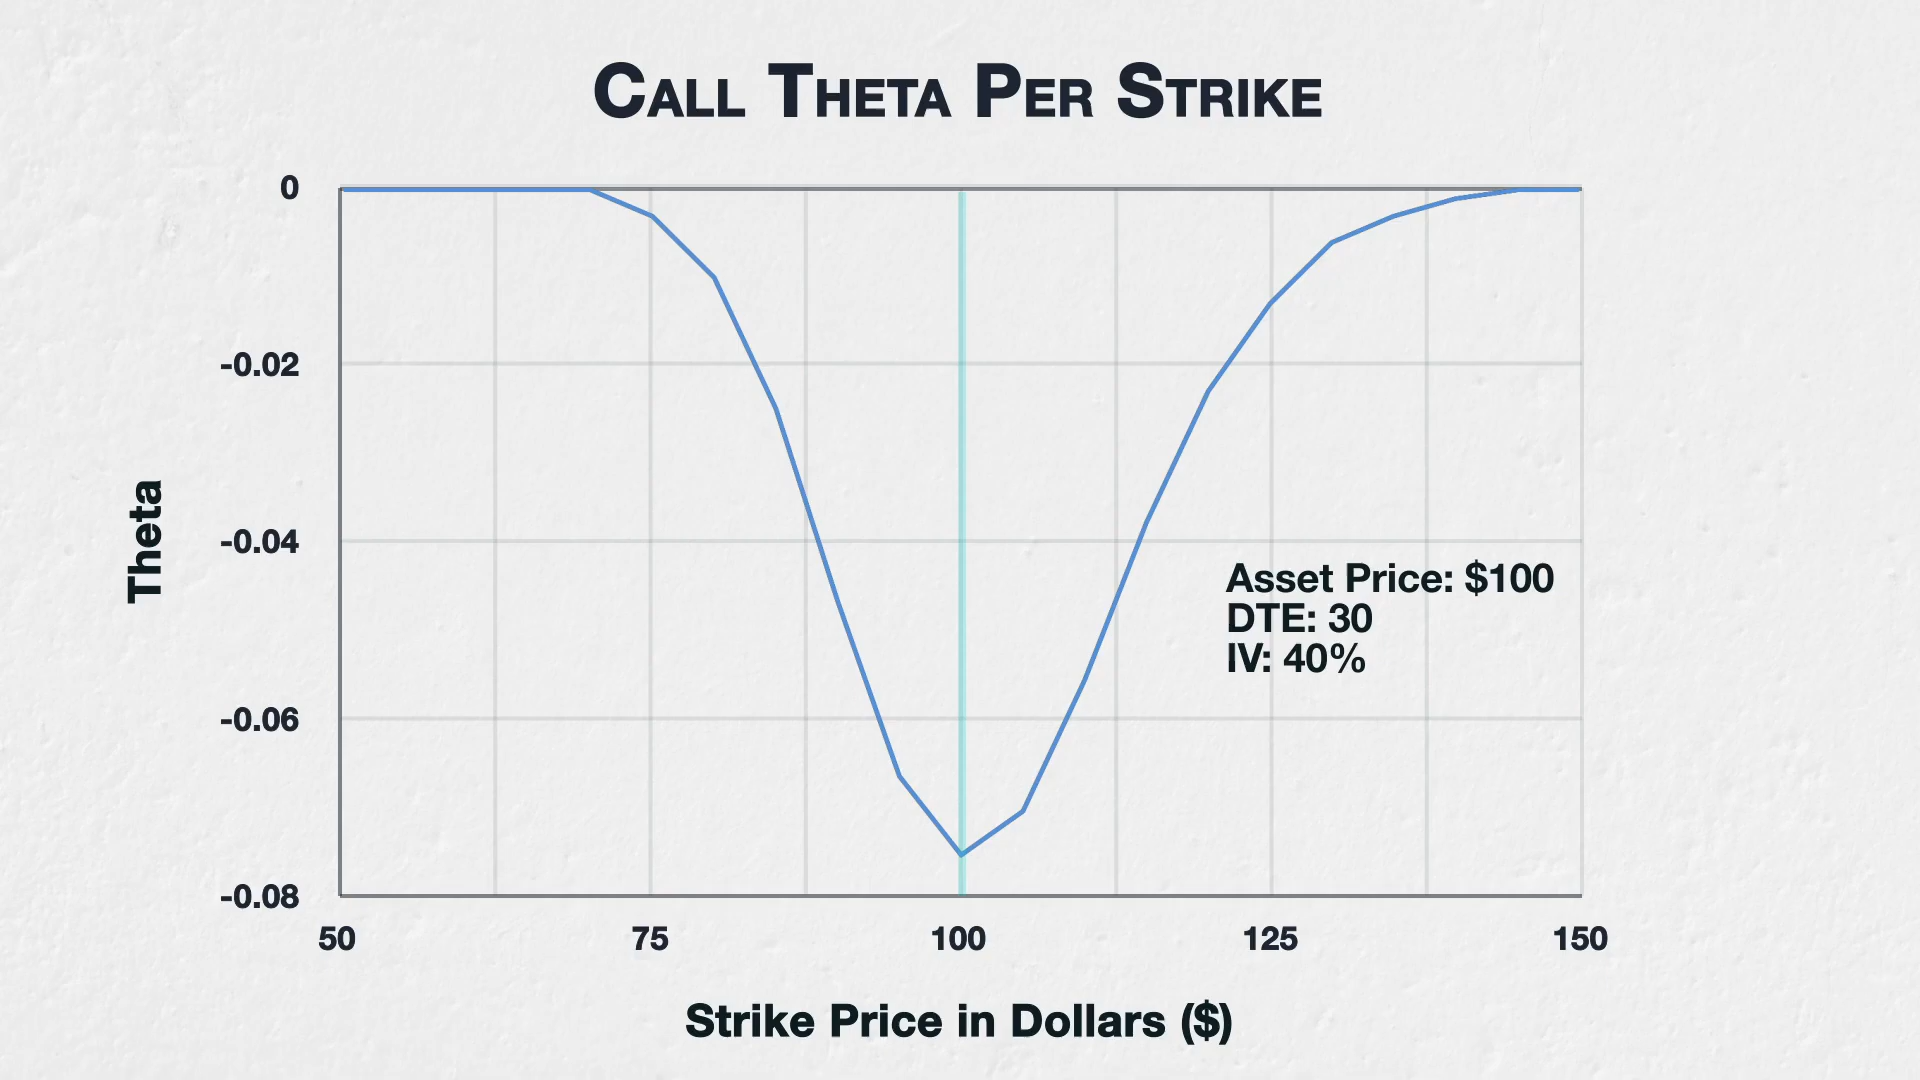 Call Theta Per Strike
0
-0.02
-0.04
-0.06
-0.08
Theta
Asset Price: $100
DTE: 30
IV: 40%
50 75 100 125 150
Strike Price in Dollars ($)